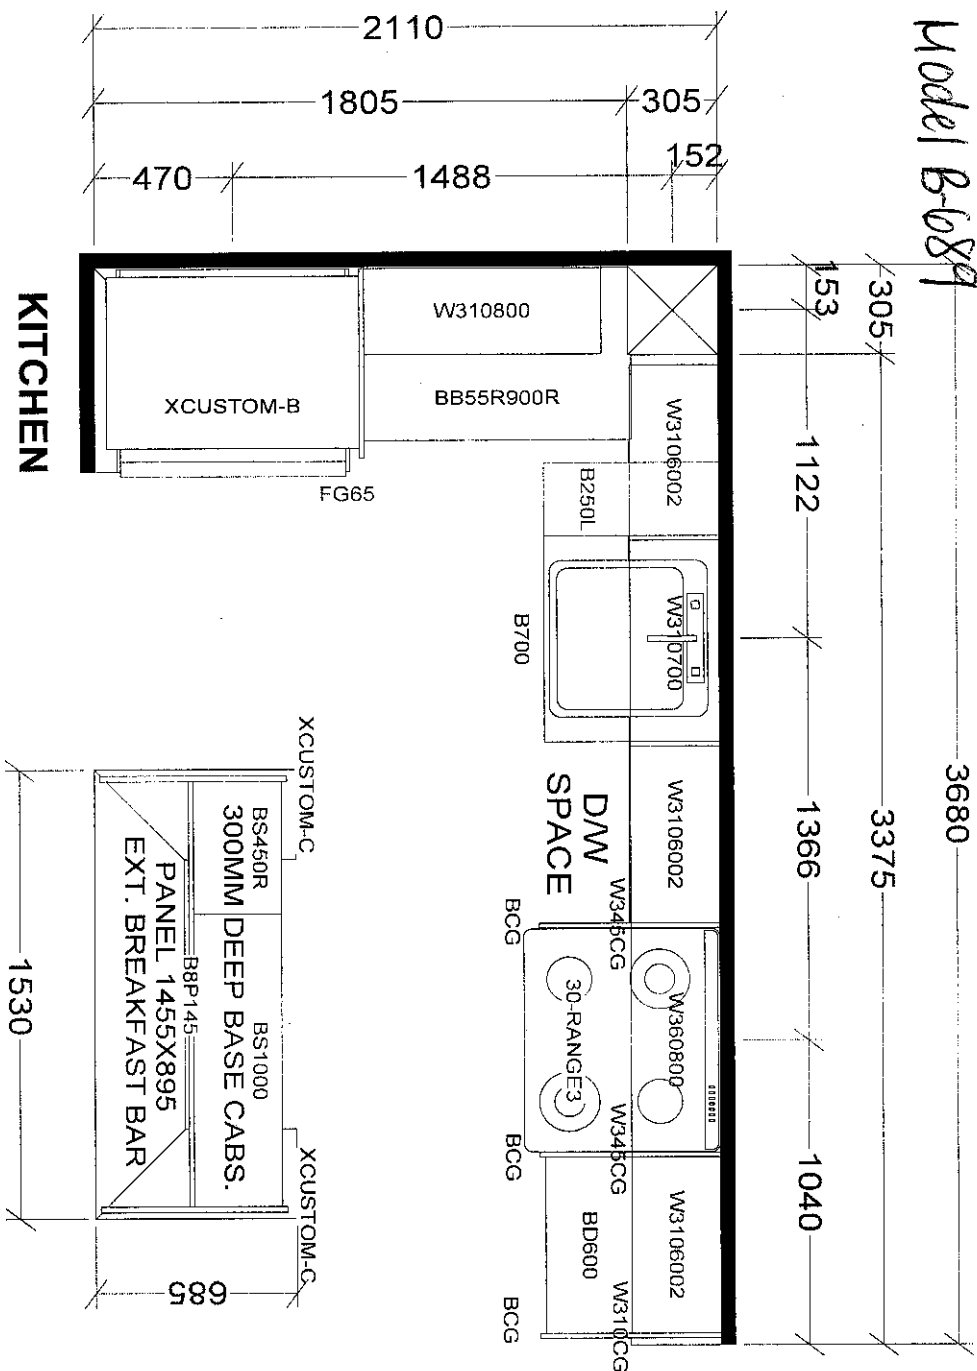 Model B-689
2110
1805
305
470
1488
152
153
305
1122
3375
3680
1366
1040
W310800
BB55R900R
XCUSTOM-B
FG65
KITCHEN
W3106002
B250L
W310700
B700
W3106002
D/W
SPACE
W345CG
BCG
W360800
30-RANGE3
W345CG
BCG
W3106002
BD600
W310CG
BCG
XCUSTOM-C
BS450R
BS1000
300MM DEEP BASE CABS.
B8P145
PANEL 1455X895
EXT. BREAKFAST BAR
XCUSTOM-C
1530
685